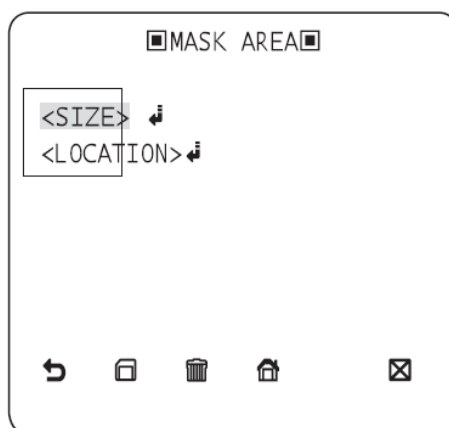 ▣MASK AREA▣
<SIZE> ↲
<LOCATION>↲